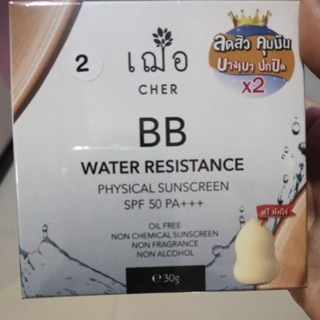 2
เฌอ
CHER
ลดสิว คุมมัน
บางเบา ปกปิด
x2
BB
WATER RESISTANCE
PHYSICAL SUNSCREEN
SPF 50 PA+++
OIL FREE
NON CHEMICAL SUNSCREEN
NON FRAGRANCE
NON ALCOHOL
℮ 30g